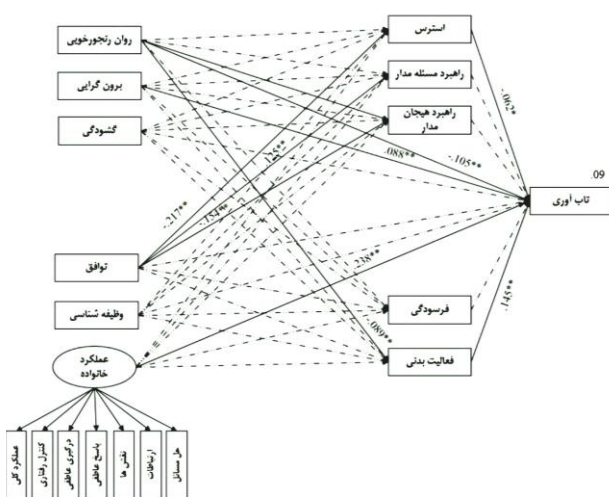 روان رنجورخویی
برون گرایی
گشودگی
توافق
وظیفه شناسی
عملکرد
خانواده
استرس
راهبرد مسئله مدار
راهبرد هیجان
مدار
فرسودگی
فعالیت بدنی
.09
تاب آوری
-.062*
-.105**
.088**
-.217**
.238**
-.089**
.145**
عملکرد کلی
کنترل رفتاری
درگیری عاطفی
پاسخ عاطفی
نقش ها
ارتباطات
حل مسائل